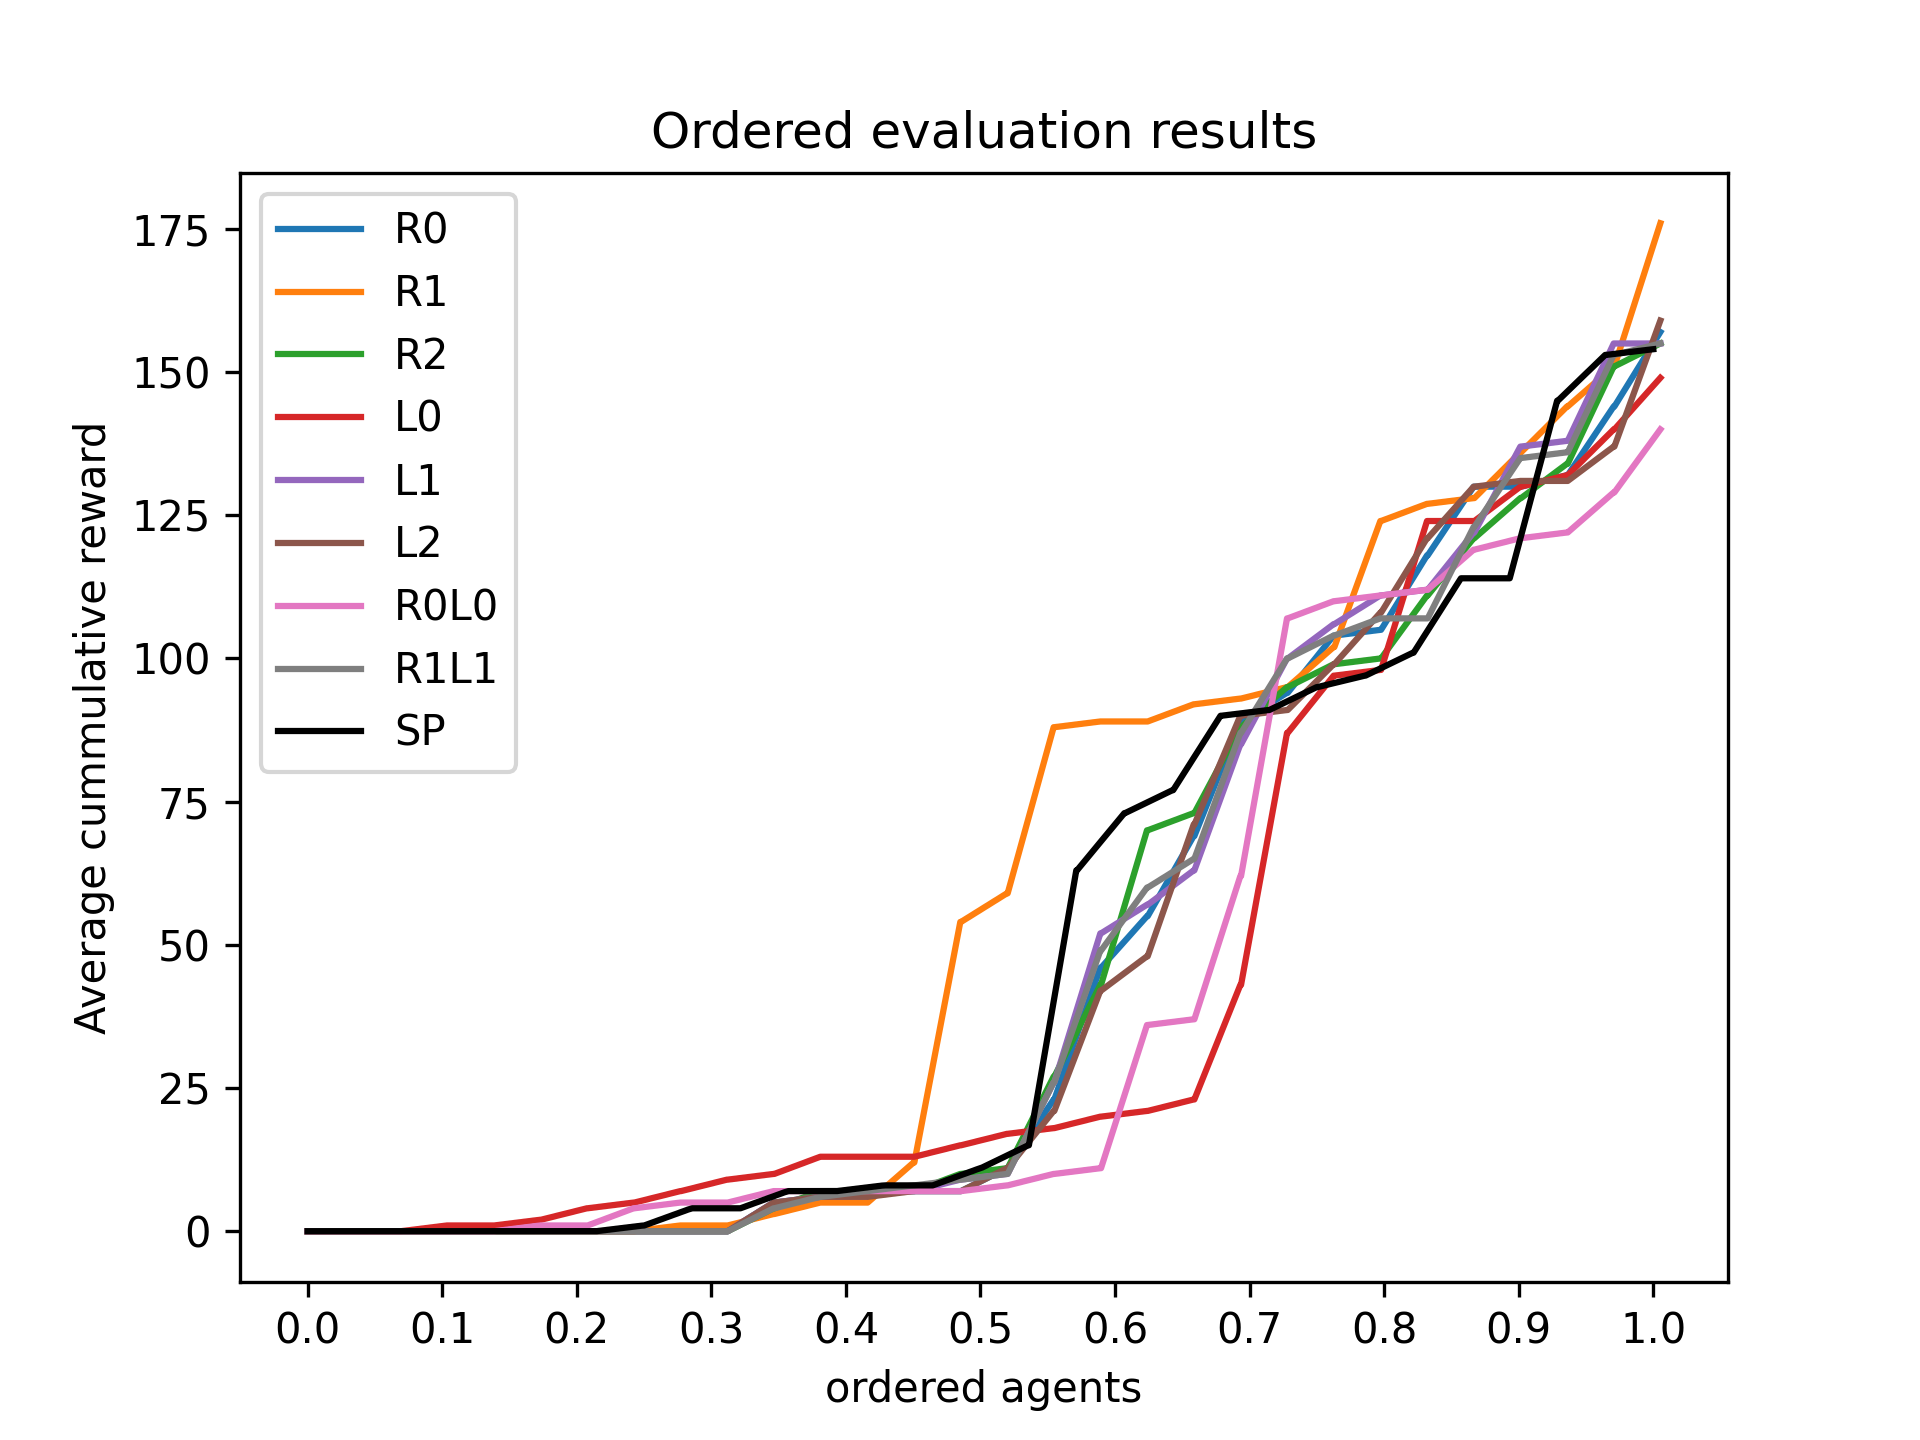 Ordered evaluation results
Average cummulative reward
175
150
125
100
75
50
25
0
R0
R1
R2
L0
L1
L2
R0L0
R1L1
SP
0.0 0.1 0.2 0.3 0.4 0.5 0.6 0.7 0.8 0.9 1.0
ordered agents